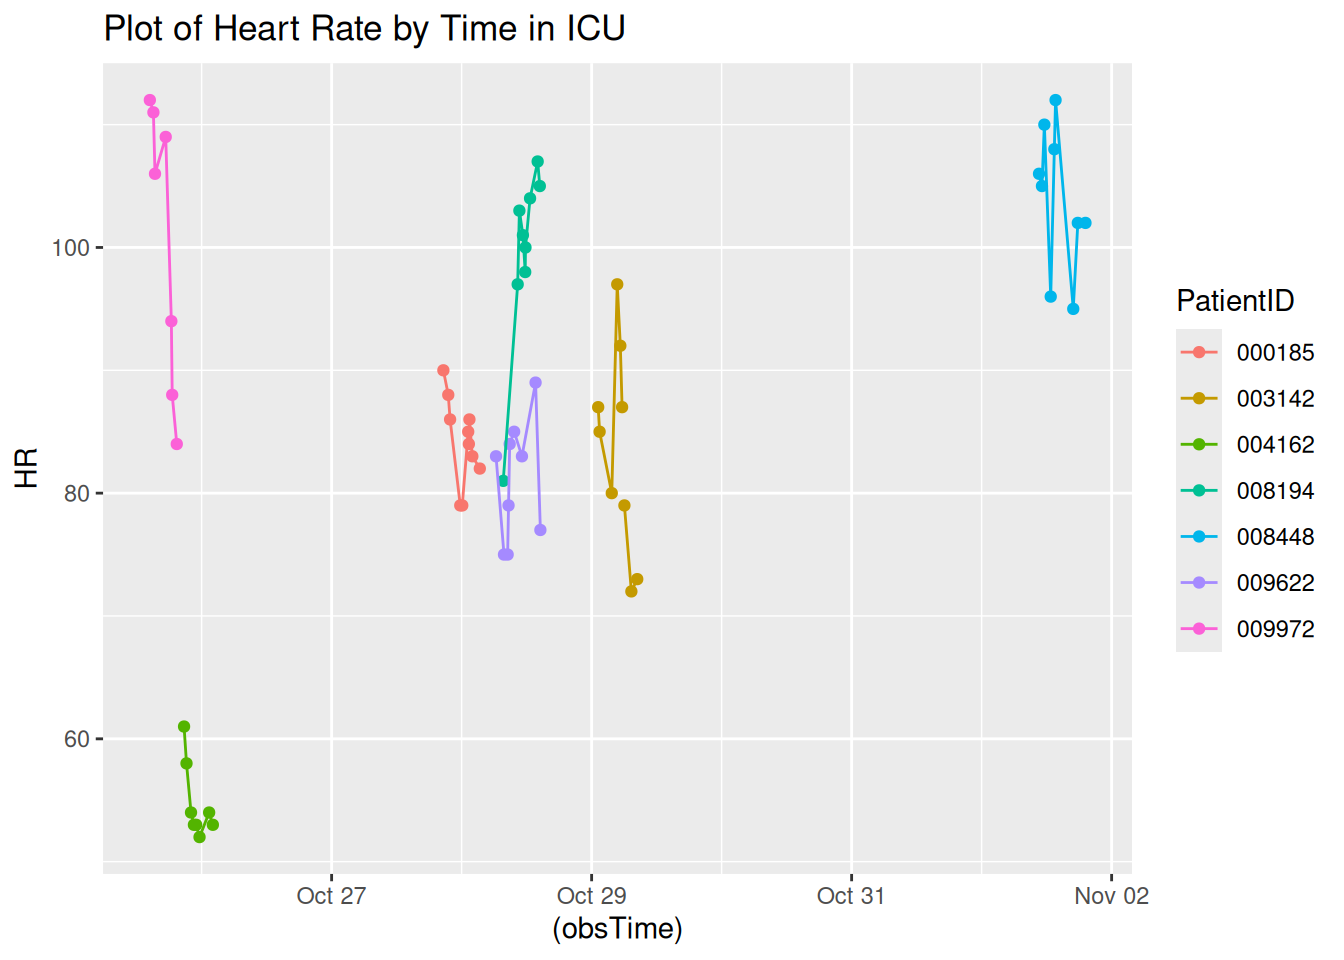 Plot of Heart Rate by Time in ICU
HR
100
80
60
Oct 27
Oct 29
Oct 31
Nov 02
(obsTime)
PatientID
000185
003142
004162
008194
008448
009622
009972